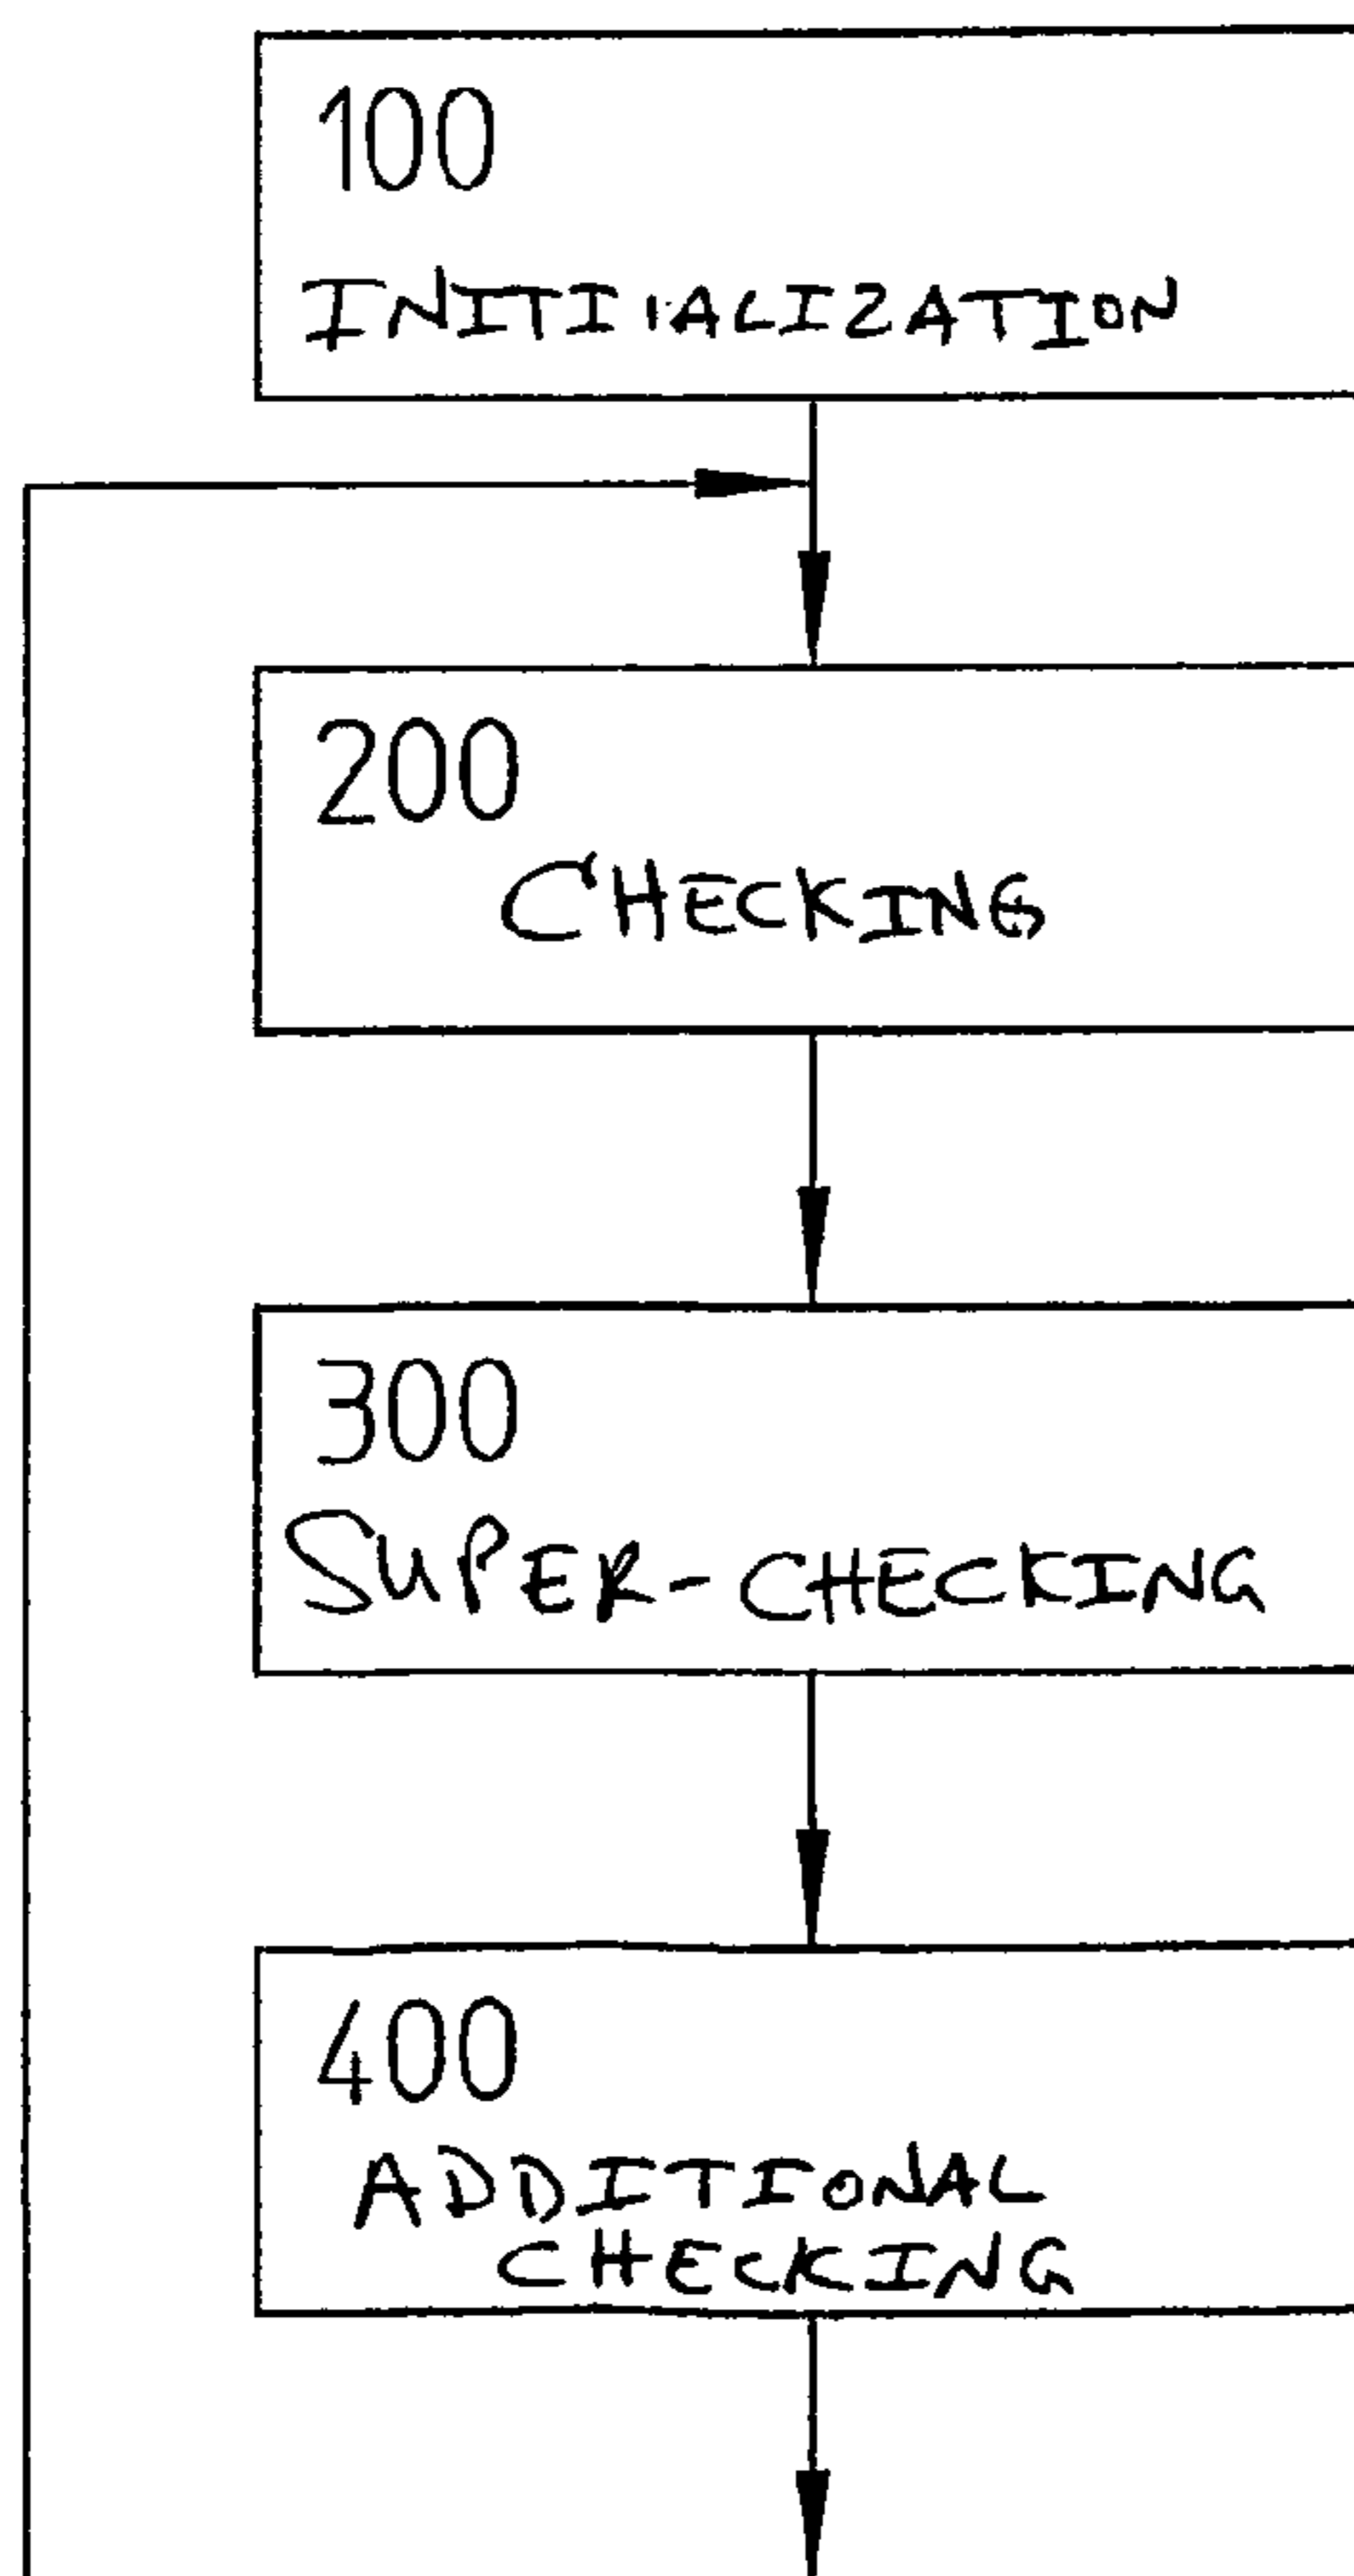 100
INITIALIZATION
200
CHECKING
300
SUPER-CHECKING
400
ADDITIONAL
CHECKING